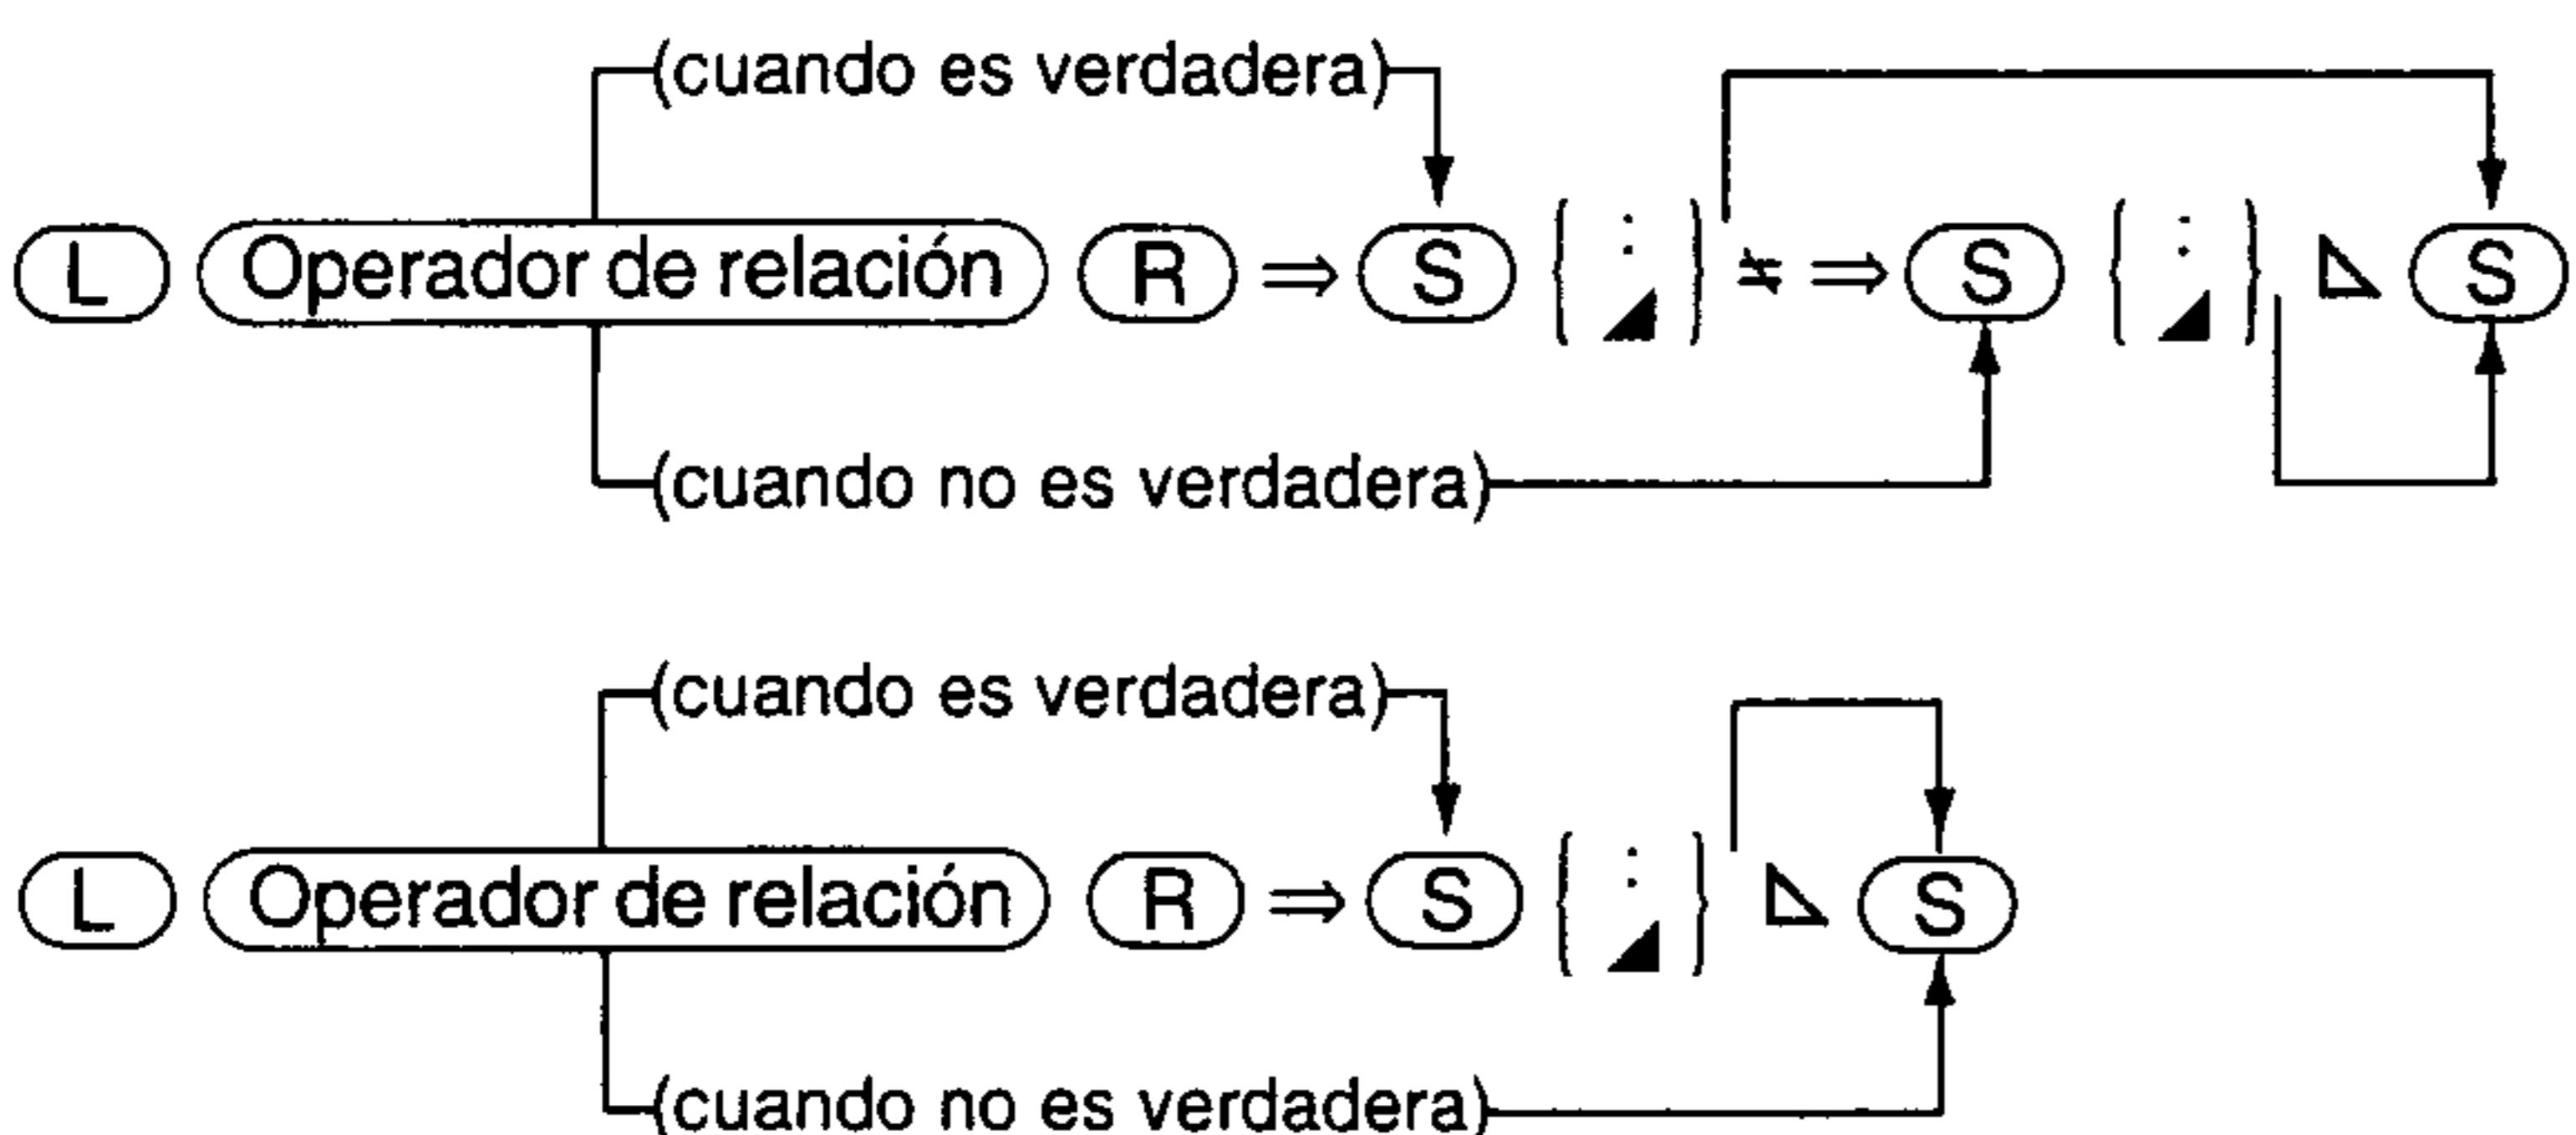 (cuando es verdadera)
L Operador de relación R ⇒ S { : ◢ } ≠⇒ S { : ◢ } ⊿ S
(cuando no es verdadera)
(cuando es verdadera)
L Operador de relación R ⇒ S { : ◢ } ⊿ S
(cuando no es verdadera)